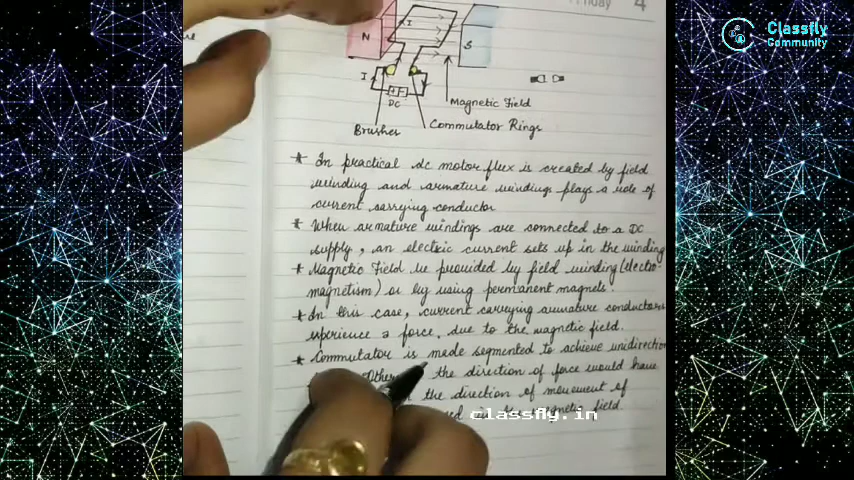 Friday 4
Classfly
Community
N
I
S
I
DC
Magnetic Field
Brushes
Commutator Rings
* In practical dc motor flux is created by field
winding and armature windings plays a role of
current carrying conductor
* When armature windings are connected to a DC
supply, an electric current sets up in the winding
* Magnetic Field be provided by field winding (electro-
magnetism) or by using permanent magnets.
* In this case, current carrying armature conductors
experience a force, due to the magnetic field.
* Commutator is made segmented to achieve unidirection
the direction of force would have
the direction of movement of
magnetic field.
classfly.in